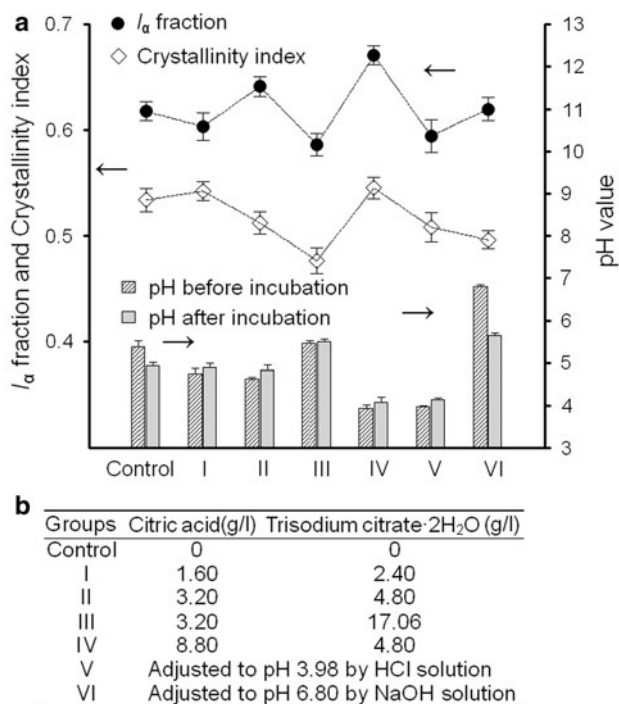 a
0.7
0.6
0.5
0.4
Iα fraction and Crystallinity index
Iα fraction
Crystallinity index
pH before incubation
pH after incubation
13
12
11
10
9
8
7
6
5
4
3
pH value
Control I II III IV V VI
b
Groups Citric acid(g/l) Trisodium citrate·2H₂O (g/l)
Control 0 0
I 1.60 2.40
II 3.20 4.80
III 3.20 17.06
IV 8.80 4.80
V Adjusted to pH 3.98 by HCl solution
VI Adjusted to pH 6.80 by NaOH solution